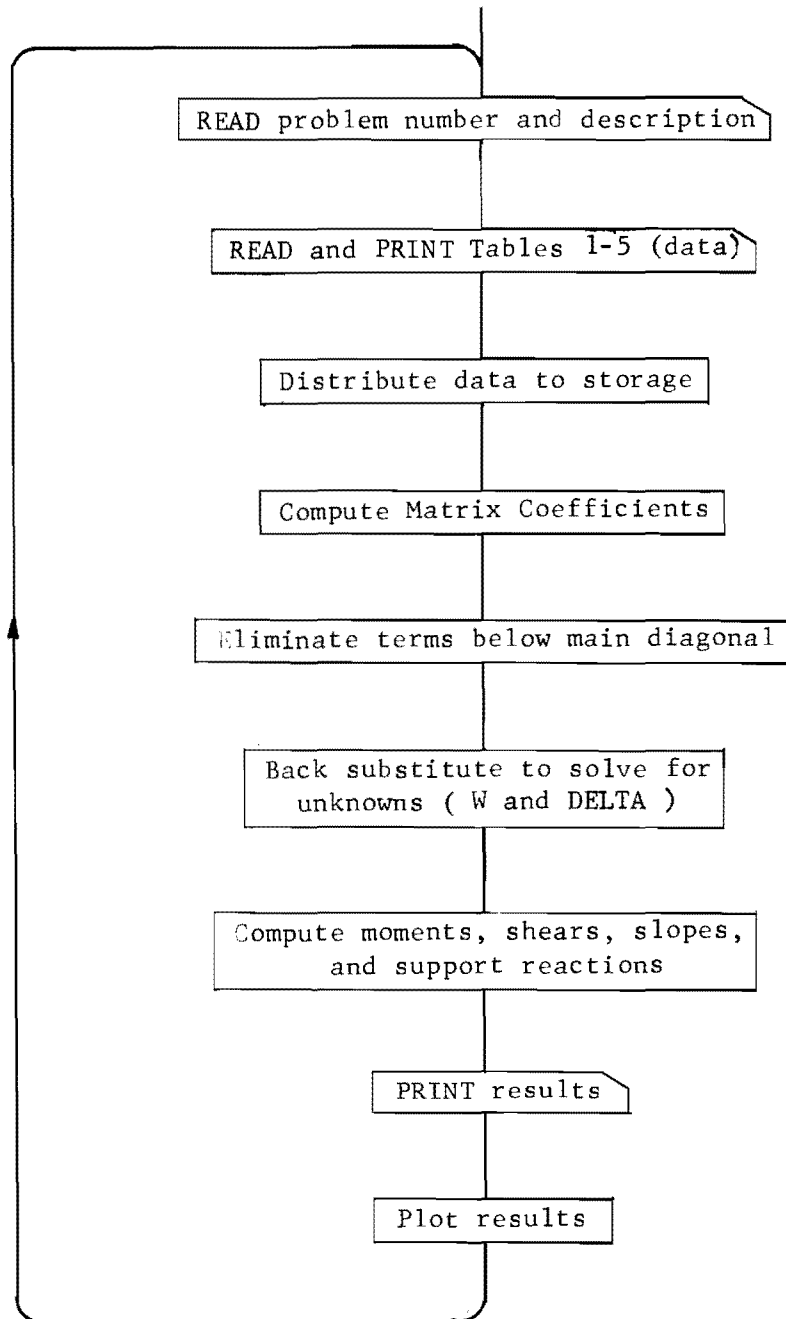 READ problem number and description
READ and PRINT Tables 1-5 (data)
Distribute data to storage
Compute Matrix Coefficients
Eliminate terms below main diagonal
Back substitute to solve for
unknowns ( W and DELTA )
Compute moments, shears, slopes,
and support reactions
PRINT results
Plot results